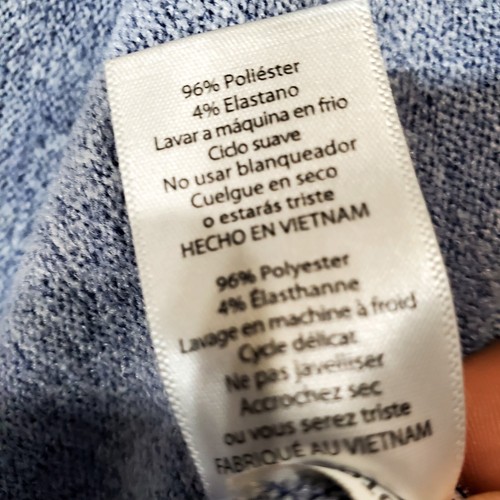 96% Poliéster
4% Elastano
Lavar a máquina en frio
Ciclo suave
No usar blanqueador
Cuelgue en seco
o estarás triste
HECHO EN VIETNAM
96% Polyester
4% Élasthanne
Lavage en machine à froid
Cycle délicat
Ne pas javelliser
Accrochez sec
ou vous serez triste
FABRIQUÉ AU VIETNAM